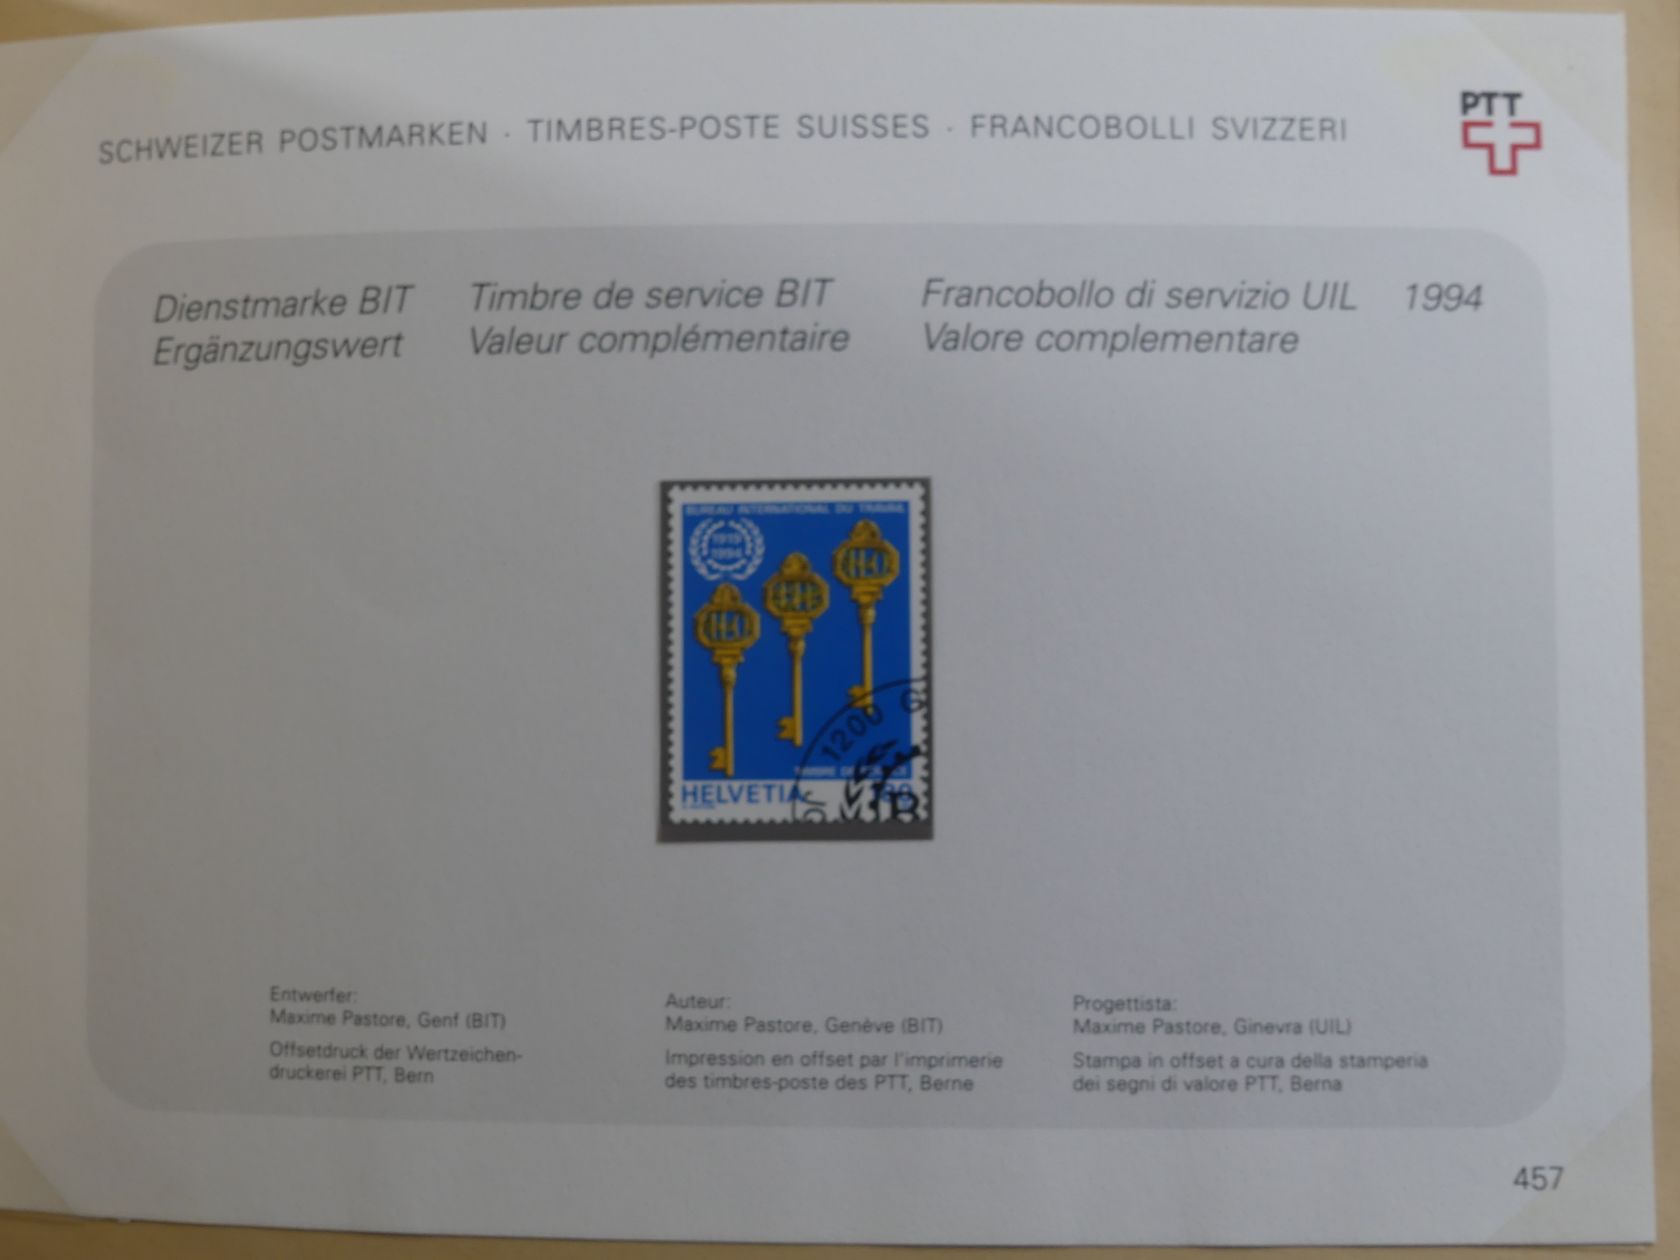 SCHWEIZER POSTMARKEN · TIMBRES-POSTE SUISSES · FRANCOBOLLI SVIZZERI
PTT
Dienstmarke BIT
Ergänzungswert
Timbre de service BIT
Valeur complémentaire
Francobollo di servizio UIL
Valore complementare
1994
BUREAU INTERNATIONAL DU TRAVAIL
1919
1994
1200 G
TIMBRE DE
HELVETIA 180
Entwerfer:
Maxime Pastore, Genf (BIT)
Offsetdruck der Wertzeichen-
druckerei PTT, Bern
Auteur:
Maxime Pastore, Genève (BIT)
Impression en offset par l'imprimerie
des timbres-poste des PTT, Berne
Progettista:
Maxime Pastore, Ginevra (UIL)
Stampa in offset a cura della stamperia
dei segni di valore PTT, Berna
457